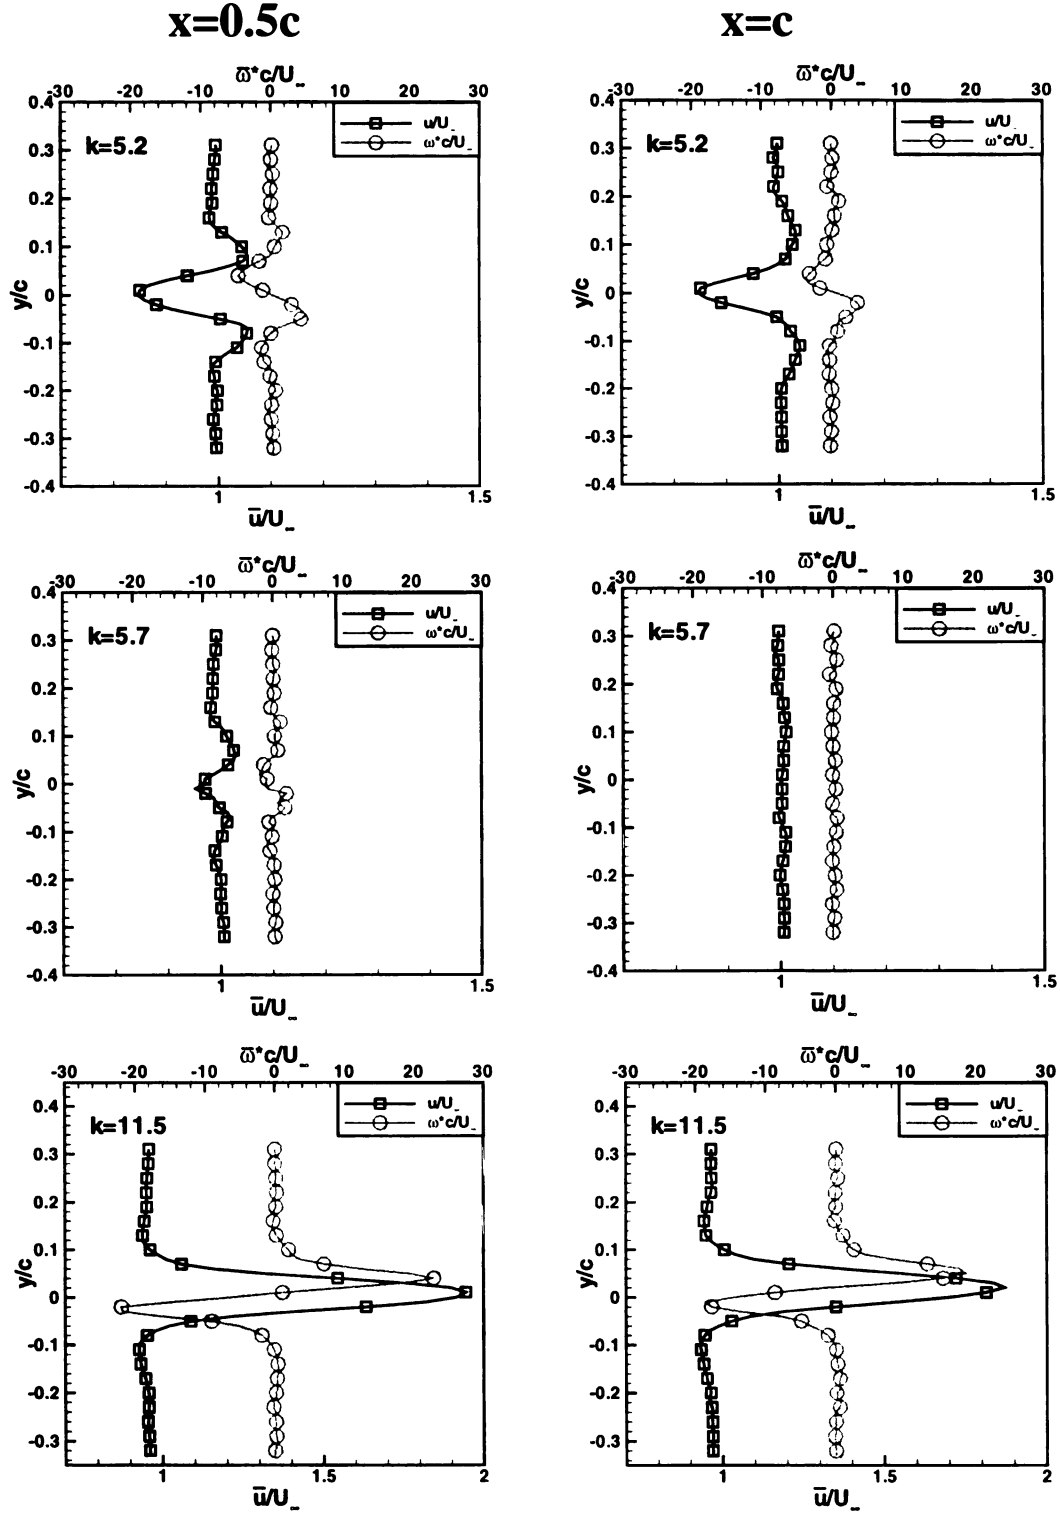 x=0.5c
x=c
ω̅*c/U∞
-30 -20 -10 0 10 20 30
u/U∞
ω*c/U∞
k=5.2
0.4
0.3
0.2
0.1
0
-0.1
-0.2
-0.3
-0.4
y/c
1 1.5
u̅/U∞
ω̅*c/U∞
-30 -20 -10 0 10 20 30
u/U∞
ω*c/U∞
k=5.2
0.4
0.3
0.2
0.1
0
-0.1
-0.2
-0.3
-0.4
y/c
1 1.5
u̅/U∞
ω̅*c/U∞
-30 -20 -10 0 10 20 30
u/U∞
ω*c/U∞
k=5.7
0.4
0.3
0.2
0.1
0
-0.1
-0.2
-0.3
-0.4
y/c
1 1.5
u̅/U∞
ω̅*c/U∞
-30 -20 -10 0 10 20 30
u/U∞
ω*c/U∞
k=5.7
0.4
0.3
0.2
0.1
0
-0.1
-0.2
-0.3
-0.4
y/c
1 1.5
u̅/U∞
ω̅*c/U∞
-30 -20 -10 0 10 20 30
u/U∞
ω*c/U∞
k=11.5
0.4
0.3
0.2
0.1
0
-0.1
-0.2
-0.3
y/c
1 1.5 2
u̅/U∞
ω̅*c/U∞
-30 -20 -10 0 10 20 30
u/U∞
ω*c/U∞
k=11.5
0.4
0.3
0.2
0.1
0
-0.1
-0.2
-0.3
y/c
1 1.5 2
u̅/U∞